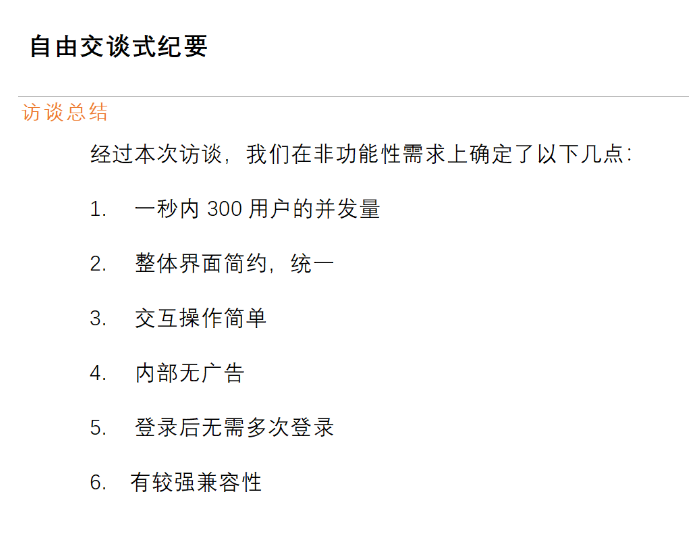 自由交谈式纪要
访谈总结
经过本次访谈，我们在非功能性需求上确定了以下几点：
1. 一秒内 300 用户的并发量
2. 整体界面简约，统一
3. 交互操作简单
4. 内部无广告
5. 登录后无需多次登录
6. 有较强兼容性